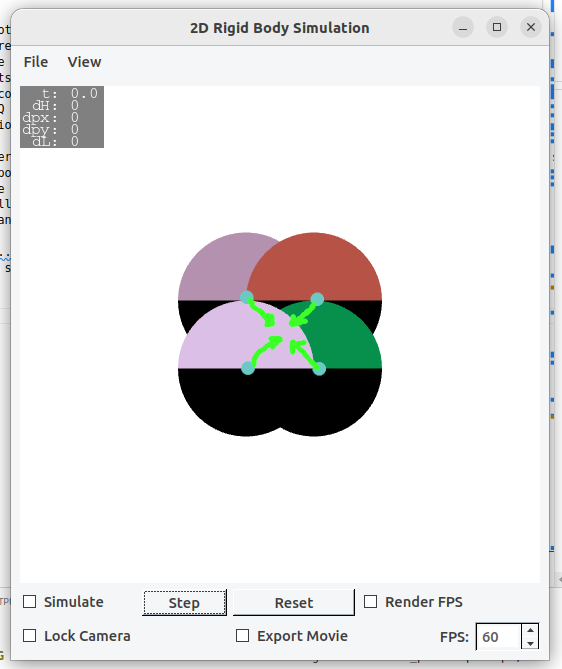 2D Rigid Body Simulation
File View
t: 0.0
dH: 0
dpx: 0
dpy: 0
dL: 0
Simulate Step Reset Render FPS
Lock Camera Export Movie FPS: 60